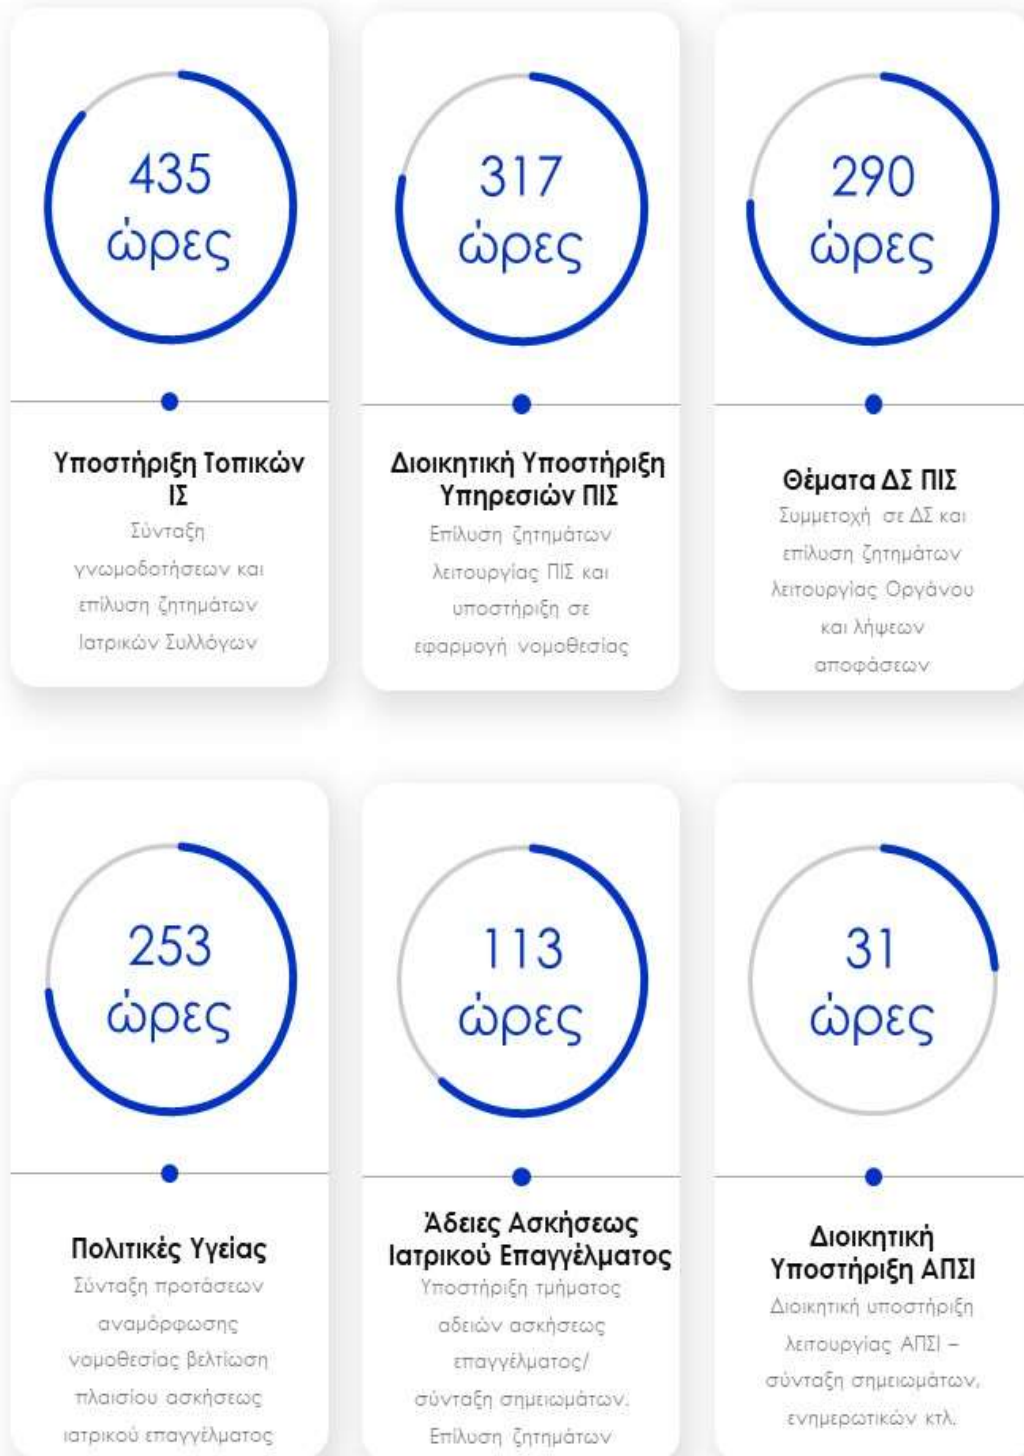 435
ώρες
Υποστήριξη Τοπικών
ΙΣ
Σύνταξη
γνωμοδοτήσεων και
επίλυση ζητημάτων
Ιατρικών Συλλόγων
317
ώρες
Διοικητική Υποστήριξη
Υπηρεσιών ΠΙΣ
Επίλυση ζητημάτων
λειτουργίας ΠΙΣ και
υποστήριξη σε
εφαρμογή νομοθεσίας
290
ώρες
Θέματα ΔΣ ΠΙΣ
Συμμετοχή σε ΔΣ και
επίλυση ζητημάτων
λειτουργίας Οργάνου
και λήψεων
αποφάσεων
253
ώρες
Πολιτικές Υγείας
Σύνταξη προτάσεων
αναμόρφωσης
νομοθεσίας βελτίωση
πλαισίου ασκήσεως
ιατρικού επαγγέλματος
113
ώρες
Άδειες Ασκήσεως
Ιατρικού Επαγγέλματος
Υποστήριξη τμήματος
αδειών ασκήσεως
επαγγέλματος/
σύνταξη σημειωμάτων.
Επίλυση ζητημάτων
31
ώρες
Διοικητική
Υποστήριξη ΑΠΣΙ
Διοικητική υποστήριξη
λειτουργίας ΑΠΣΙ –
σύνταξη σημειωμάτων,
ενημερωτικών κτλ.